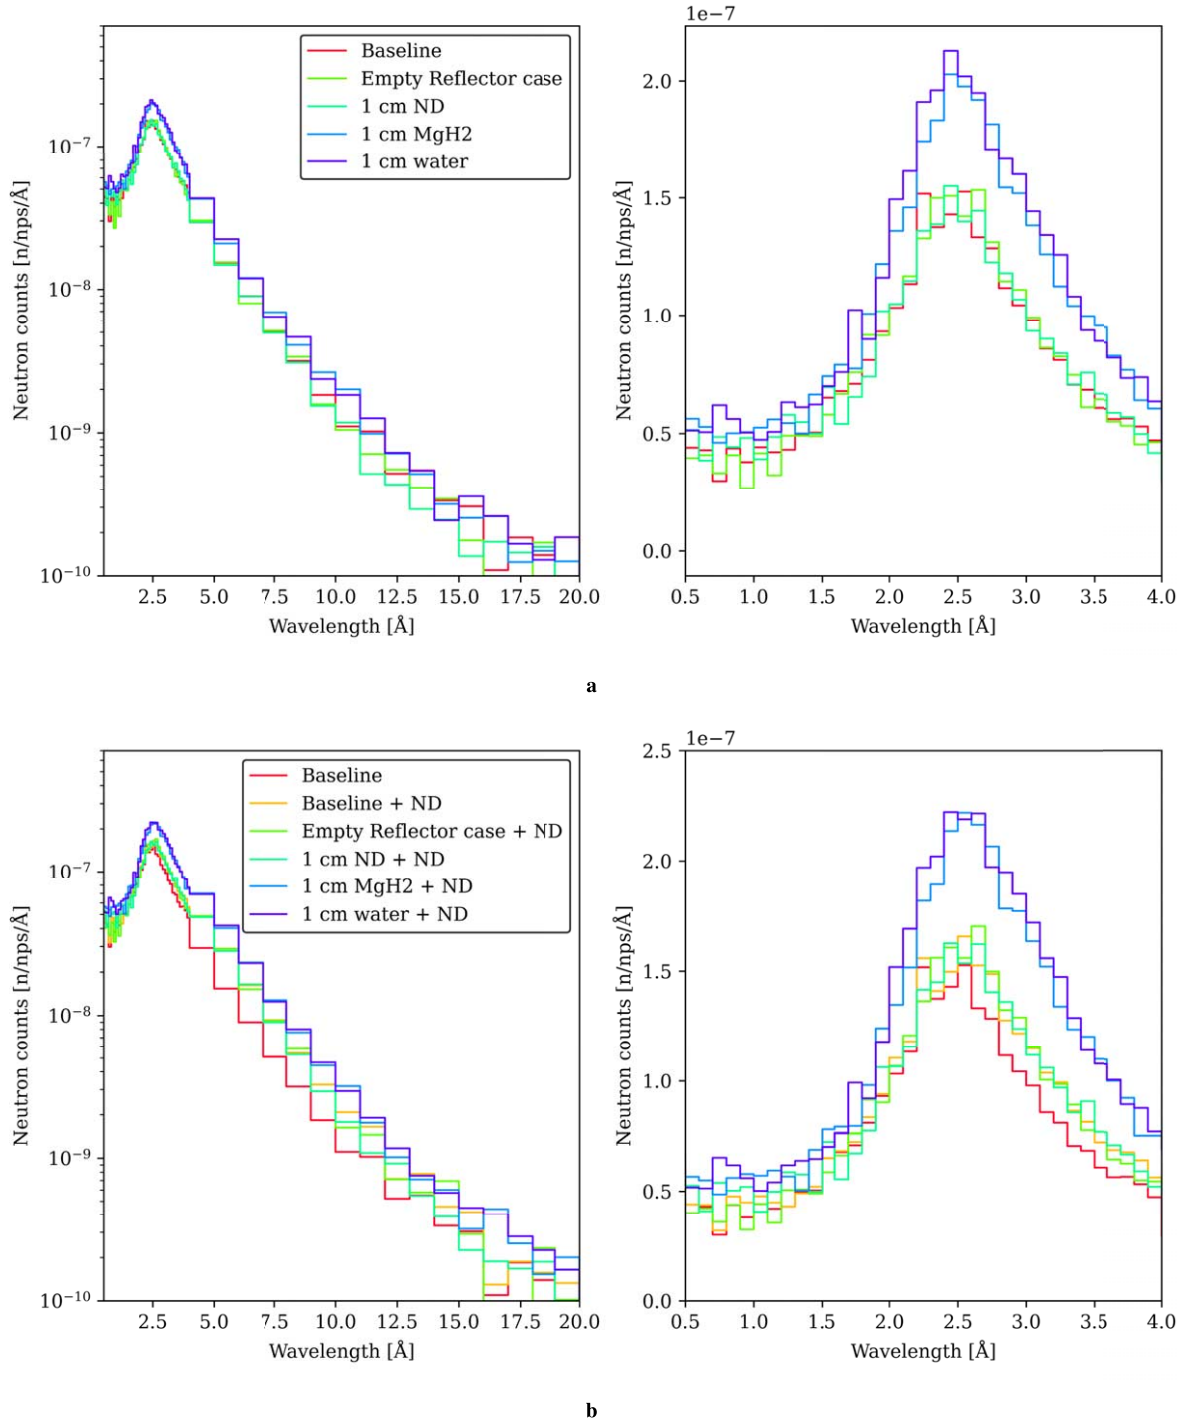 1e−7
Baseline
Empty Reflector case
1 cm ND
1 cm MgH2
1 cm water
Neutron counts [n/nps/Å]
10−7
10−8
10−9
10−10
2.5 5.0 7.5 10.0 12.5 15.0 17.5 20.0
Wavelength [Å]
Neutron counts [n/nps/Å]
2.0
1.5
1.0
0.5
0.0
0.5 1.0 1.5 2.0 2.5 3.0 3.5 4.0
Wavelength [Å]
a
1e−7
Baseline
Baseline + ND
Empty Reflector case + ND
1 cm ND + ND
1 cm MgH2 + ND
1 cm water + ND
Neutron counts [n/nps/Å]
10−7
10−8
10−9
10−10
2.5 5.0 7.5 10.0 12.5 15.0 17.5 20.0
Wavelength [Å]
Neutron counts [n/nps/Å]
2.5
2.0
1.5
1.0
0.5
0.0
0.5 1.0 1.5 2.0 2.5 3.0 3.5 4.0
Wavelength [Å]
b